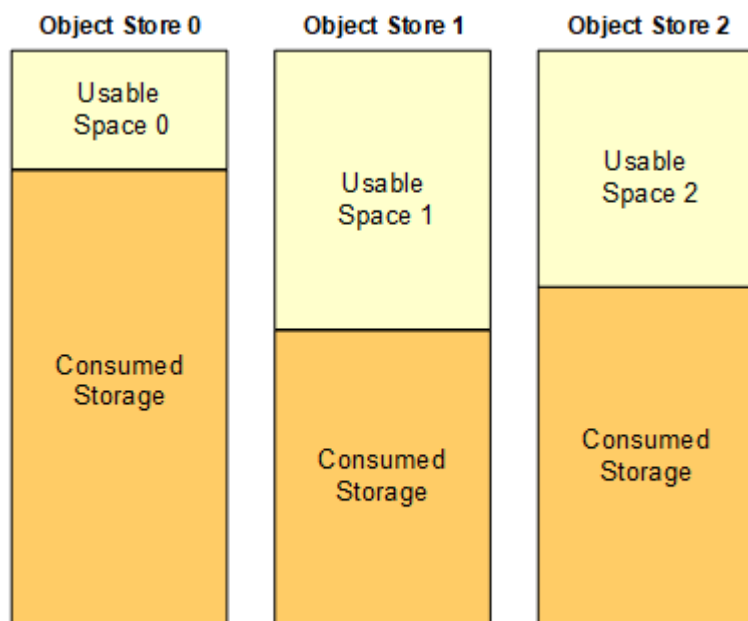 Object Store 0
Object Store 1
Object Store 2
Usable
Space 0
Usable
Space 1
Usable
Space 2
Consumed
Storage
Consumed
Storage
Consumed
Storage